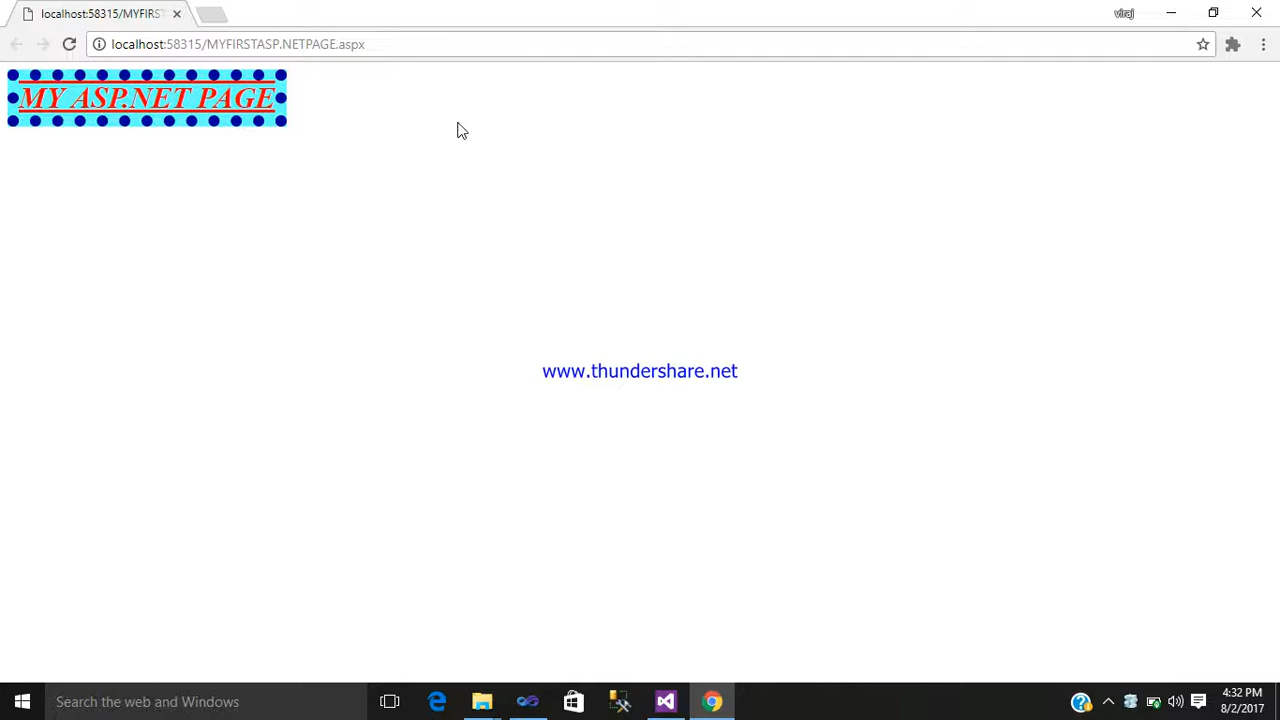 localhost:58315/MYFIRST
viraj
localhost:58315/MYFIRSTASP.NETPAGE.aspx
MY ASP.NET PAGE
www.thundershare.net
Search the web and Windows
4:32 PM
8/2/2017